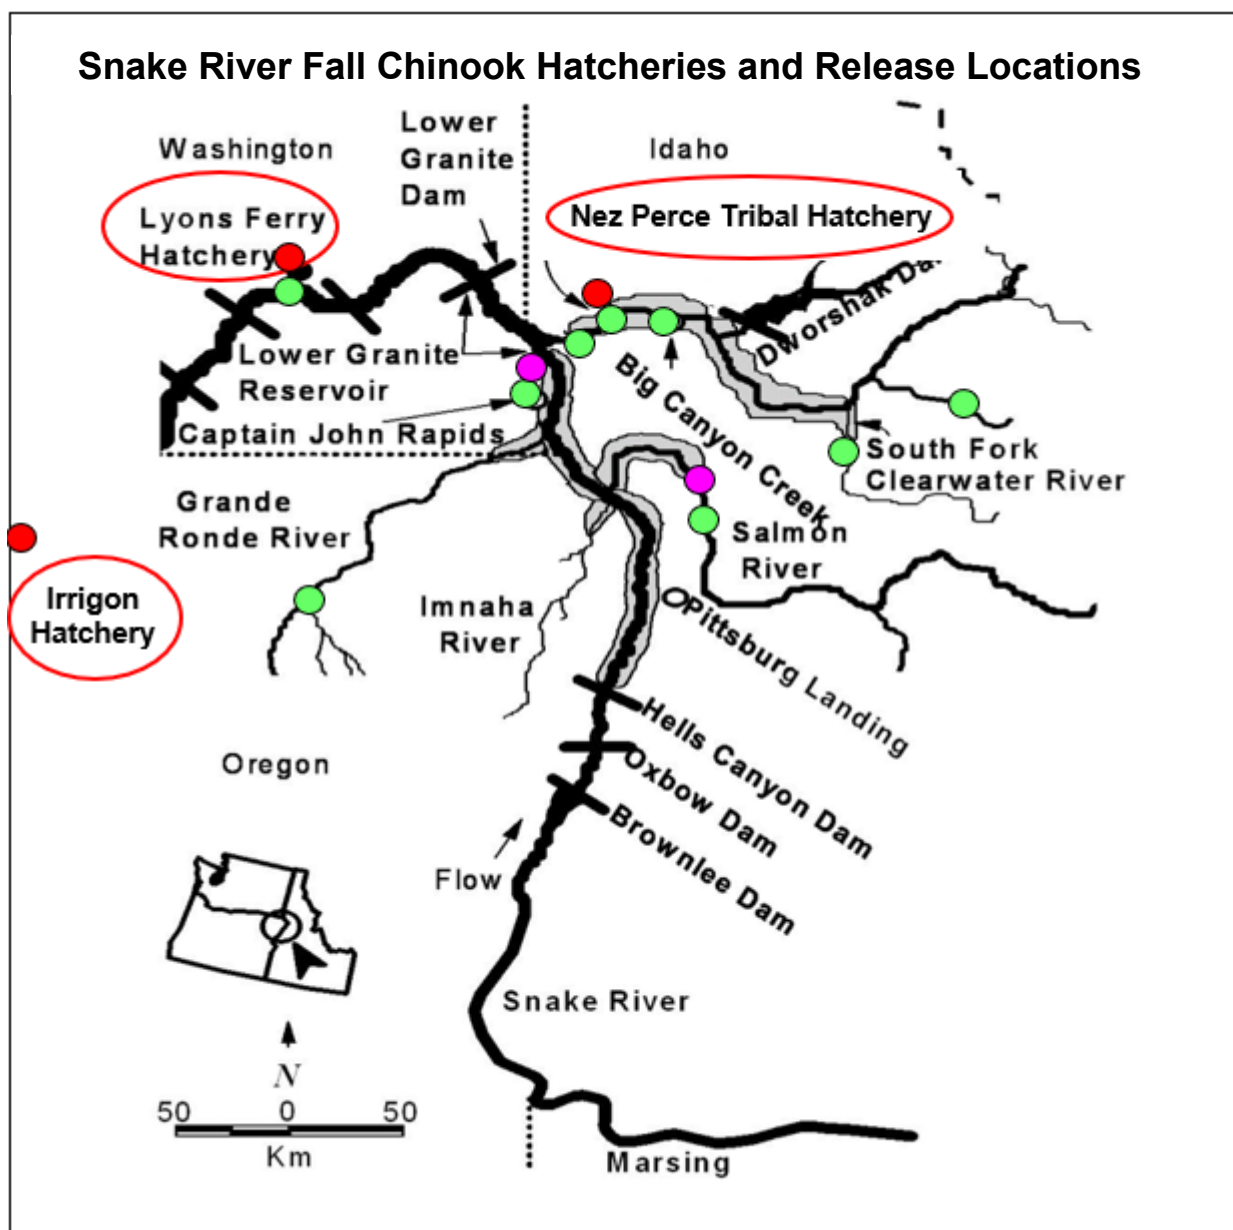 Snake River Fall Chinook Hatcheries and Release Locations
Washington
Lower
Granite
Dam
Idaho
Lyons Ferry
Hatchery
Nez Perce Tribal Hatchery
Dworshak Da
Lower Granite
Reservoir
Big Canyon Creek
Captain John Rapids
South Fork
Clearwater River
Grande
Ronde River
Salmon
River
Irrigon
Hatchery
Imnaha
River
Pittsburg Landing
Hells Canyon Dam
Oxbow Dam
Brownlee Dam
Oregon
Flow
Snake River
N
50 0 50
Km
Marsing